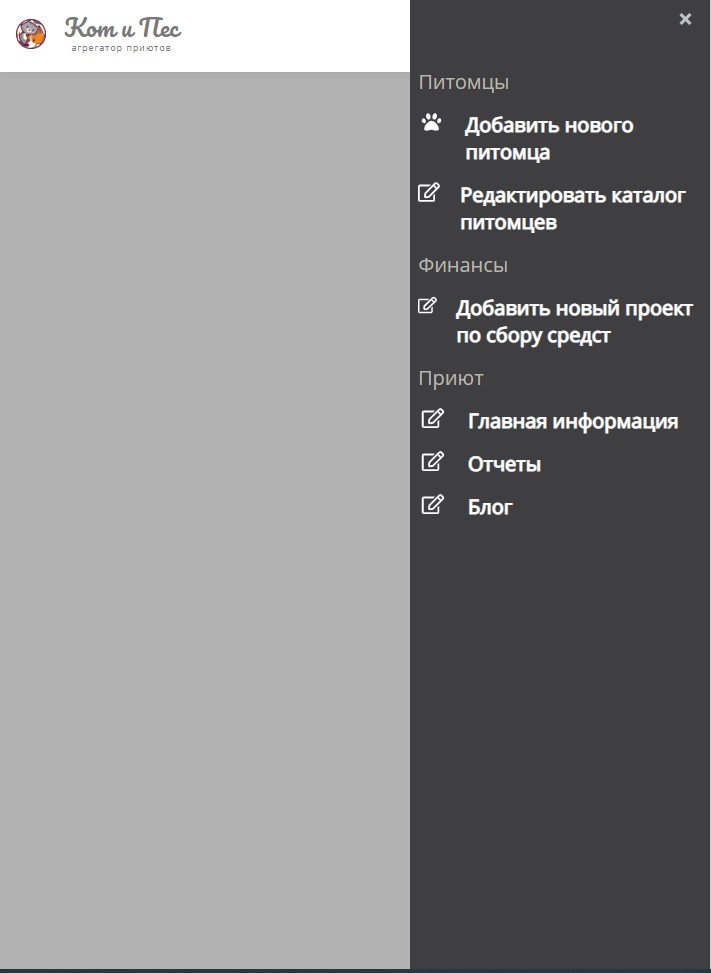 Кот и Пес
агрегатор приютов
×
Питомцы
Добавить нового
питомца
Редактировать каталог
питомцев
Финансы
Добавить новый проект
по сбору средст
Приют
Главная информация
Отчеты
Блог